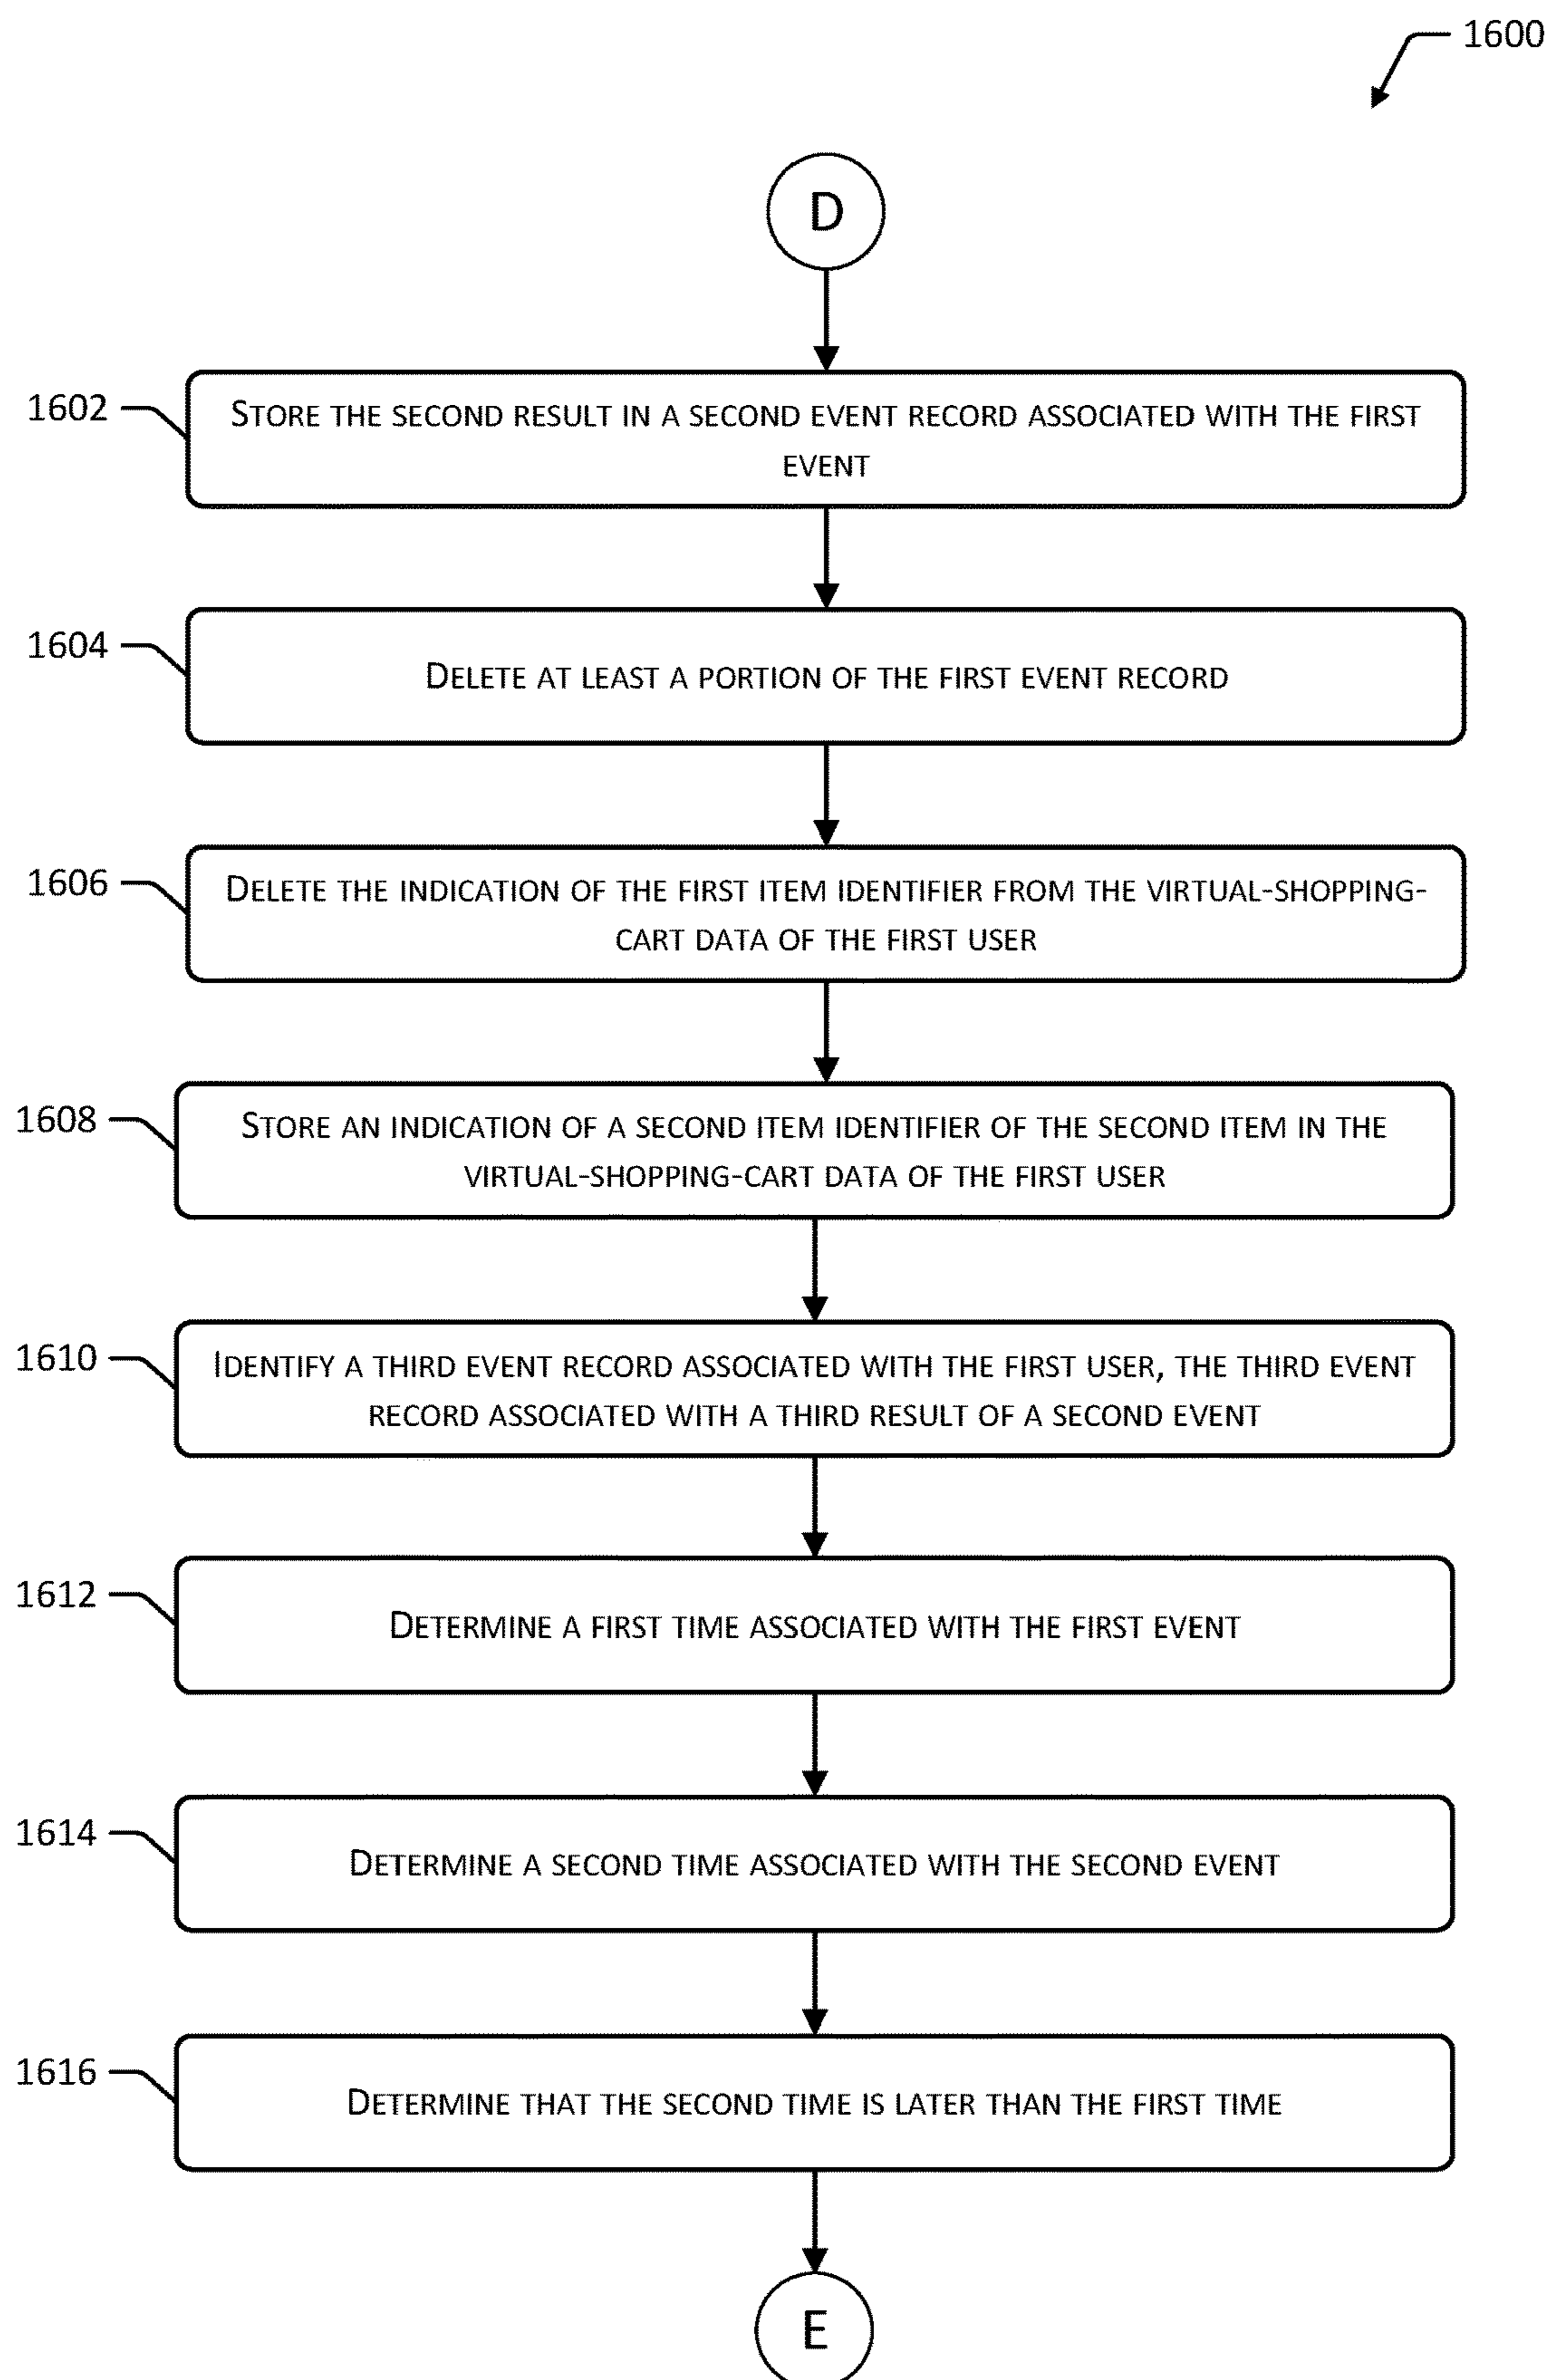 1600
D
1602
STORE THE SECOND RESULT IN A SECOND EVENT RECORD ASSOCIATED WITH THE FIRST
EVENT
1604
DELETE AT LEAST A PORTION OF THE FIRST EVENT RECORD
1606
DELETE THE INDICATION OF THE FIRST ITEM IDENTIFIER FROM THE VIRTUAL-SHOPPING-
CART DATA OF THE FIRST USER
1608
STORE AN INDICATION OF A SECOND ITEM IDENTIFIER OF THE SECOND ITEM IN THE
VIRTUAL-SHOPPING-CART DATA OF THE FIRST USER
1610
IDENTIFY A THIRD EVENT RECORD ASSOCIATED WITH THE FIRST USER, THE THIRD EVENT
RECORD ASSOCIATED WITH A THIRD RESULT OF A SECOND EVENT
1612
DETERMINE A FIRST TIME ASSOCIATED WITH THE FIRST EVENT
1614
DETERMINE A SECOND TIME ASSOCIATED WITH THE SECOND EVENT
1616
DETERMINE THAT THE SECOND TIME IS LATER THAN THE FIRST TIME
E